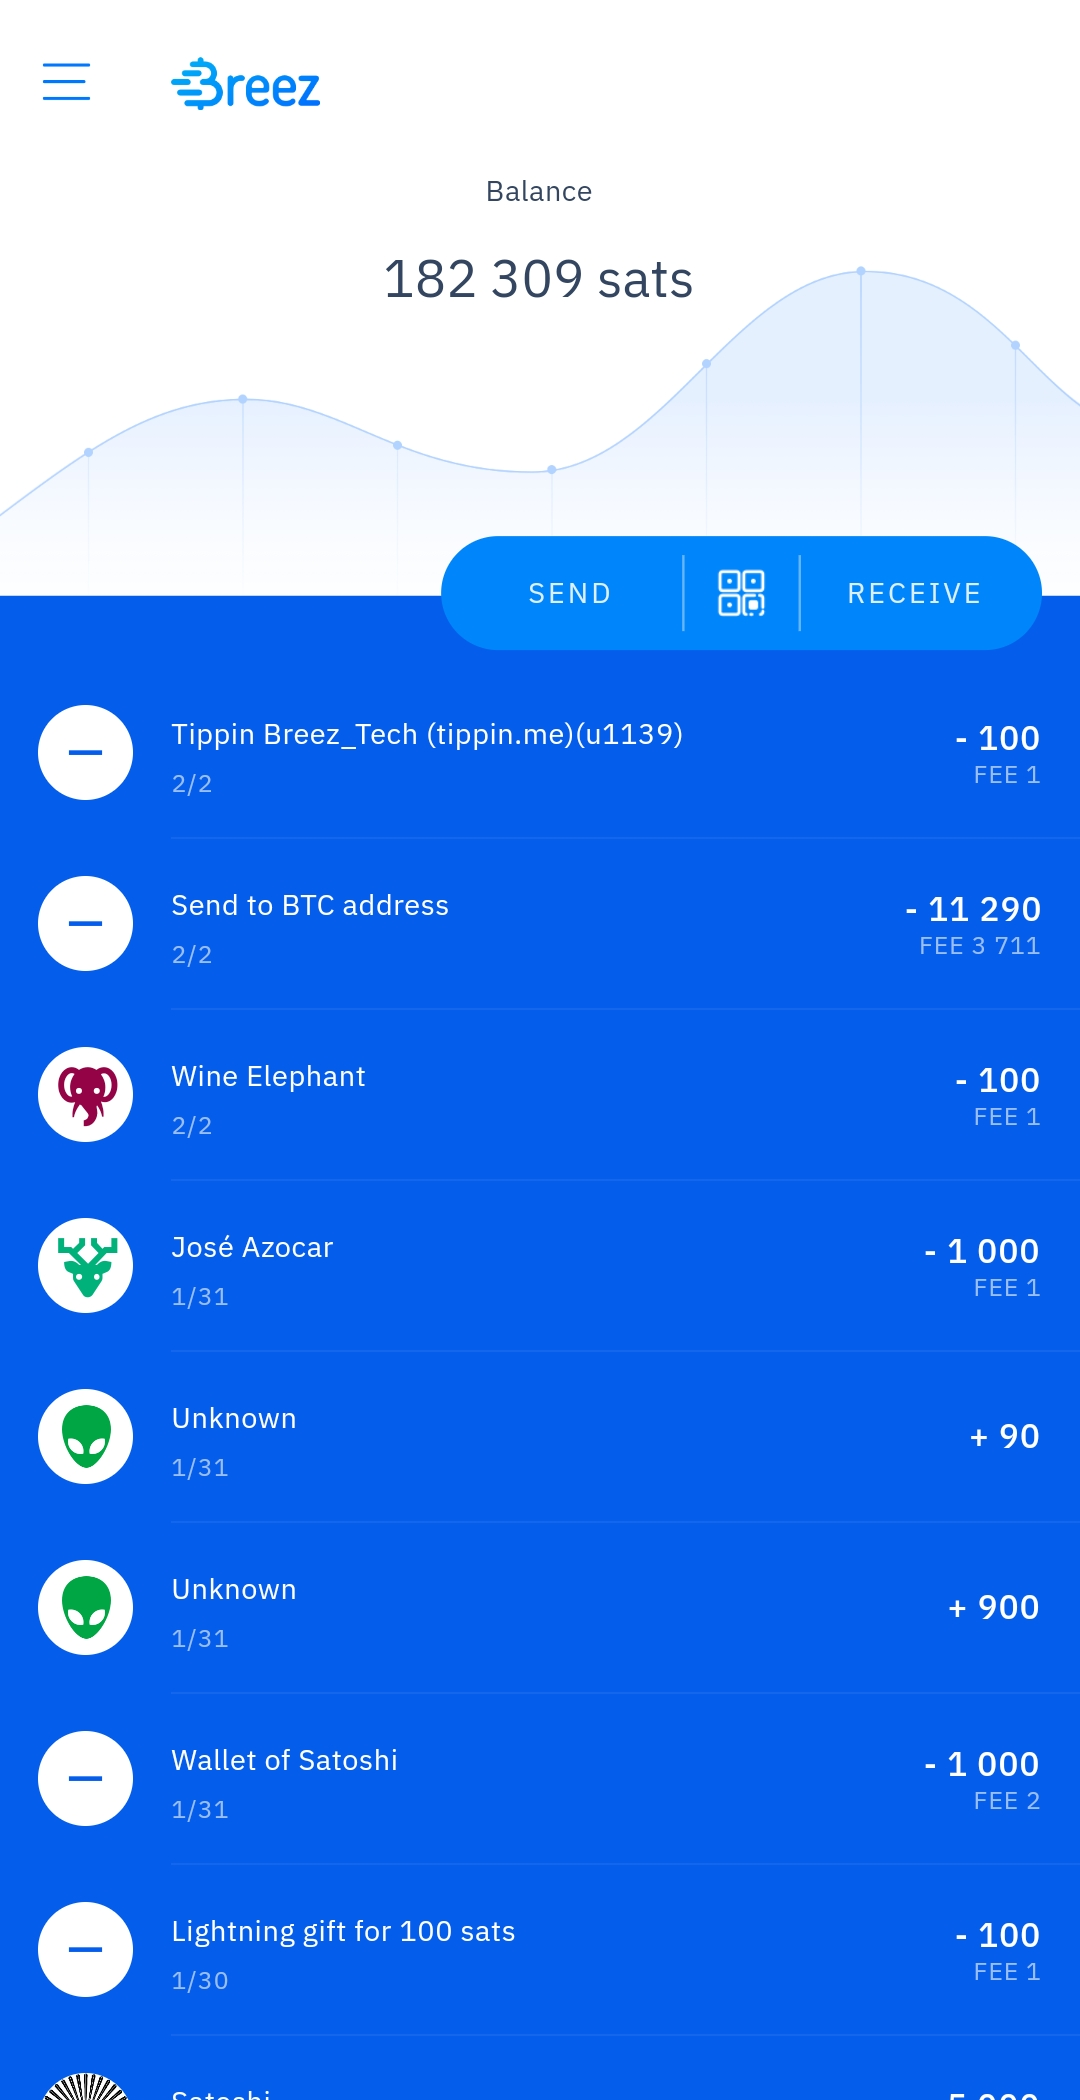 Breez
Balance
182 309 sats
SEND
RECEIVE
Tippin Breez_Tech (tippin.me)(u1139)
- 100
2/2
FEE 1
Send to BTC address
- 11 290
2/2
FEE 3 711
Wine Elephant
- 100
2/2
FEE 1
José Azocar
- 1 000
1/31
FEE 1
Unknown
+ 90
1/31
Unknown
+ 900
1/31
Wallet of Satoshi
- 1 000
1/31
FEE 2
Lightning gift for 100 sats
- 100
1/30
FEE 1
Satoshi
5 000